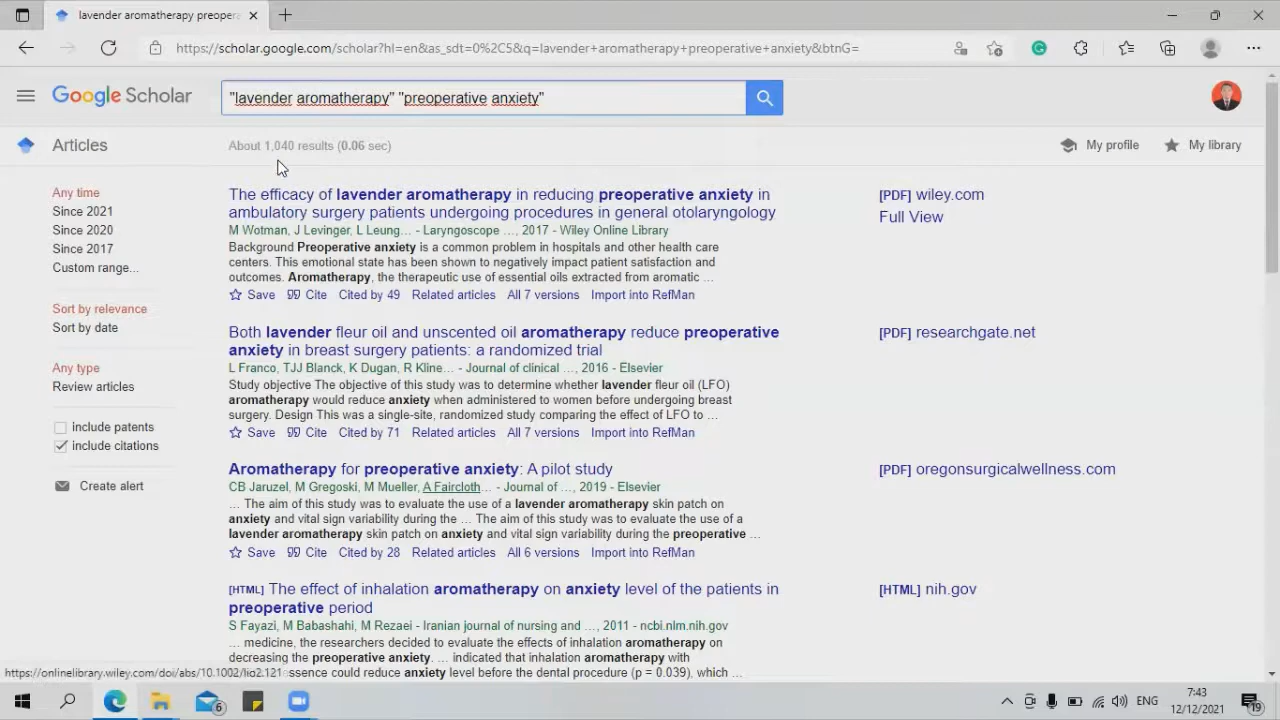 lavender aromatherapy preopera
https://scholar.google.com/scholar?hl=en&as_sdt=0%2C5&q=lavender+aromatherapy+preoperative+anxiety&btnG=
Google Scholar
"lavender aromatherapy" "preoperative anxiety"
Articles
About 1,040 results (0.06 sec)
My profile
My library
Any time
Since 2021
Since 2020
Since 2017
Custom range...
Sort by relevance
Sort by date
Any type
Review articles
include patents
include citations
Create alert
The efficacy of lavender aromatherapy in reducing preoperative anxiety in
ambulatory surgery patients undergoing procedures in general otolaryngology
M Wotman, J Levinger, L Leung... - Laryngoscope ..., 2017 - Wiley Online Library
Background Preoperative anxiety is a common problem in hospitals and other health care
centers. This emotional state has been shown to negatively impact patient satisfaction and
outcomes. Aromatherapy, the therapeutic use of essential oils extracted from aromatic ...
Save Cite Cited by 49 Related articles All 7 versions Import into RefMan
[PDF] wiley.com
Full View
Both lavender fleur oil and unscented oil aromatherapy reduce preoperative
anxiety in breast surgery patients: a randomized trial
L Franco, TJJ Blanck, K Dugan, R Kline... - Journal of clinical ..., 2016 - Elsevier
Study objective The objective of this study was to determine whether lavender fleur oil (LFO)
aromatherapy would reduce anxiety when administered to women before undergoing breast
surgery. Design This was a single-site, randomized study comparing the effect of LFO to ...
Save Cite Cited by 71 Related articles All 7 versions Import into RefMan
[PDF] researchgate.net
Aromatherapy for preoperative anxiety: A pilot study
CB Jaruzel, M Gregoski, M Mueller, A Faircloth... - Journal of ..., 2019 - Elsevier
... The aim of this study was to evaluate the use of a lavender aromatherapy skin patch on
anxiety and vital sign variability during the ... The aim of this study was to evaluate the use of a
lavender aromatherapy skin patch on anxiety and vital sign variability during the preoperative ...
Save Cite Cited by 28 Related articles All 6 versions Import into RefMan
[PDF] oregonsurgicalwellness.com
[HTML] The effect of inhalation aromatherapy on anxiety level of the patients in
preoperative period
S Fayazi, M Babashahi, M Rezaei - Iranian journal of nursing and ..., 2011 - ncbi.nlm.nih.gov
... medicine, the researchers decided to evaluate the effects of inhalation aromatherapy on
decreasing the preoperative anxiety. ... indicated that inhalation aromatherapy with
ssence could reduce anxiety level before the dental procedure (p = 0.039). which ...
[HTML] nih.gov
https://onlinelibrary.wiley.com/doi/abs/10.1002/lio2.121
6
ENG
7:43
12/12/2021
19